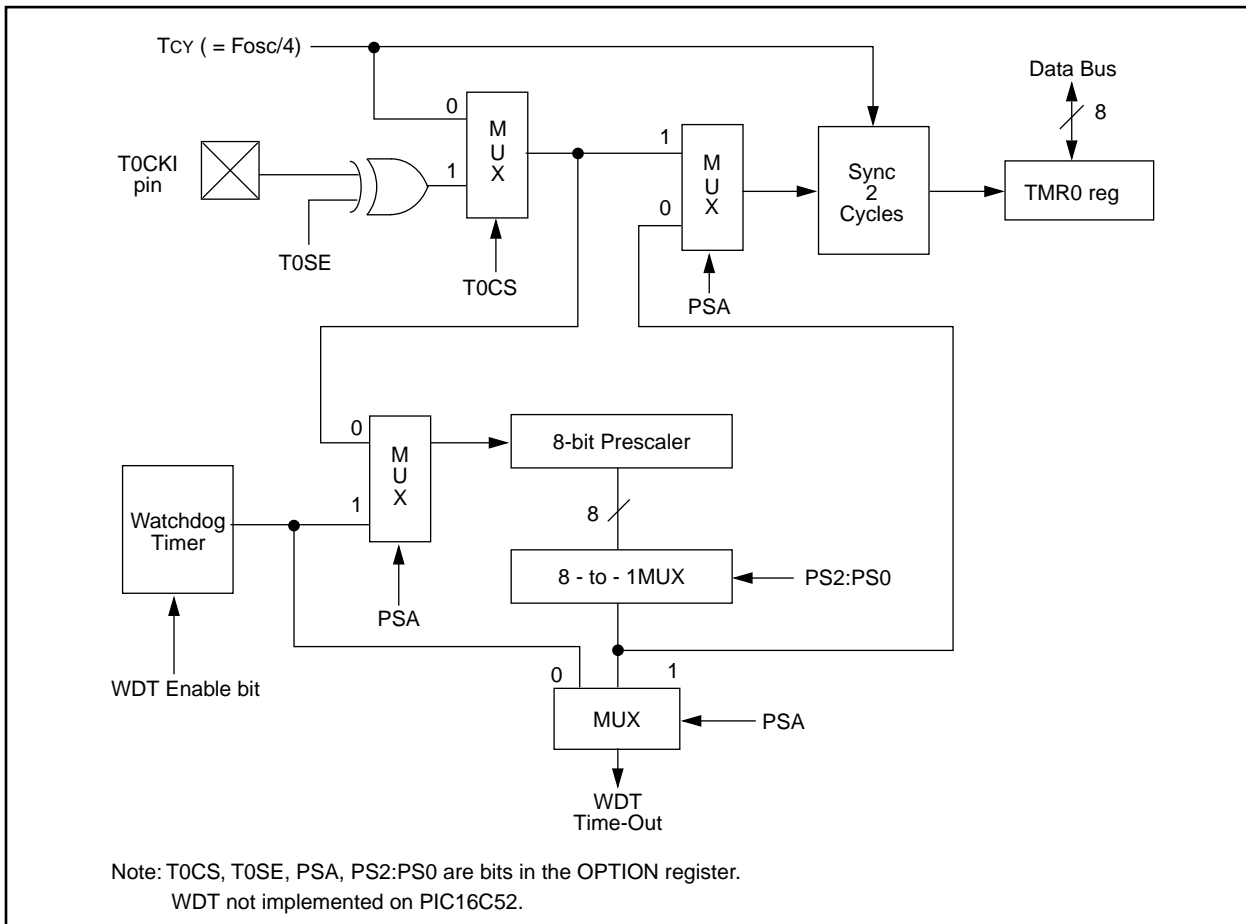 TCY ( = Fosc/4)
Data Bus
8
0
M
U
X
1
T0CKI
pin
T0SE
T0CS
1
M
U
X
0
PSA
Sync
2
Cycles
TMR0 reg
0
M
U
X
1
8-bit Prescaler
Watchdog
Timer
8
8 - to - 1MUX
PS2:PS0
PSA
WDT Enable bit
0
1
MUX
PSA
WDT
Time-Out
Note: T0CS, T0SE, PSA, PS2:PS0 are bits in the OPTION register.
WDT not implemented on PIC16C52.